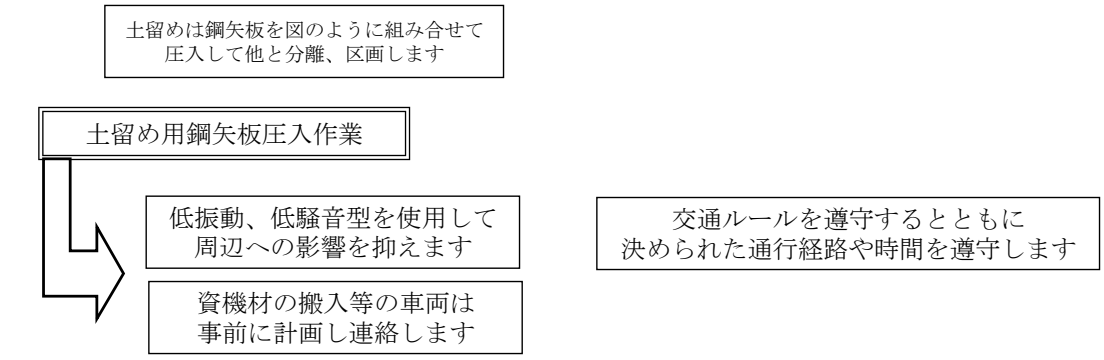 土留めは鋼矢板を図のように組み合せて
圧入して他と分離、区画します
土留め用鋼矢板圧入作業
低振動、低騒音型を使用して
周辺への影響を抑えます
交通ルールを遵守するとともに
決められた通行経路や時間を遵守します
資機材の搬入等の車両は
事前に計画し連絡します